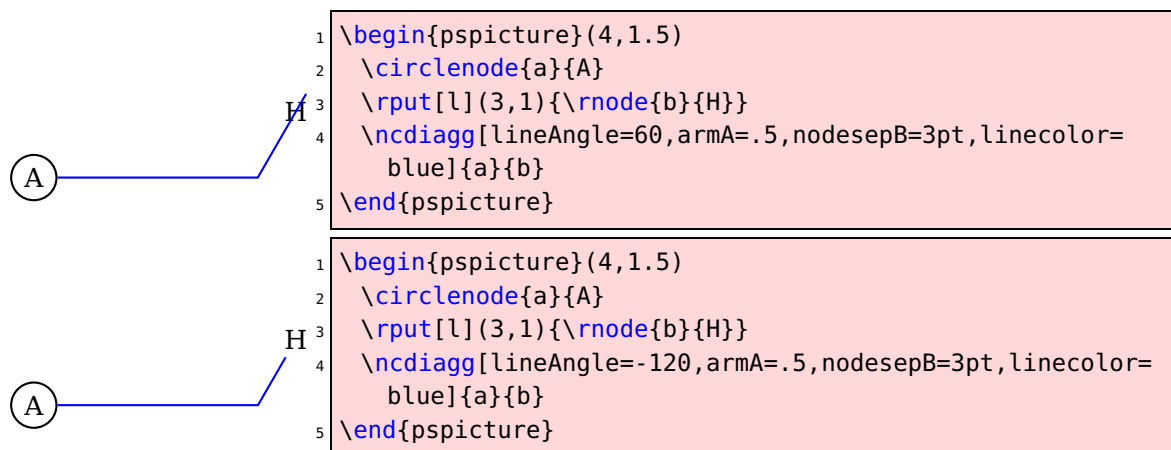 H
A
1 \begin{pspicture}(4,1.5)
2 \circlenode{a}{A}
3 \rput[l](3,1){\rnode{b}{H}}
4 \ncdiagg[lineAngle=60,armA=.5,nodesepB=3pt,linecolor=
blue]{a}{b}
5 \end{pspicture}
H
A
1 \begin{pspicture}(4,1.5)
2 \circlenode{a}{A}
3 \rput[l](3,1){\rnode{b}{H}}
4 \ncdiagg[lineAngle=-120,armA=.5,nodesepB=3pt,linecolor=
blue]{a}{b}
5 \end{pspicture}